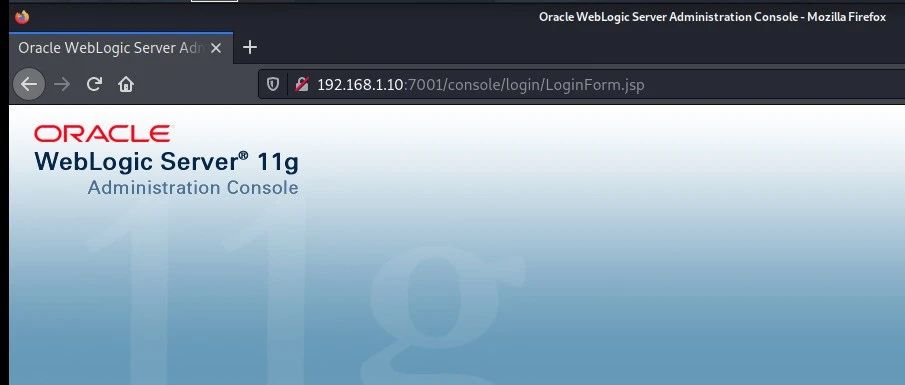 Oracle WebLogic Server Administration Console - Mozilla Firefox
Oracle WebLogic Server Adm
192.168.1.10:7001/console/login/LoginForm.jsp
ORACLE
WebLogic Server® 11g
Administration Console
11g